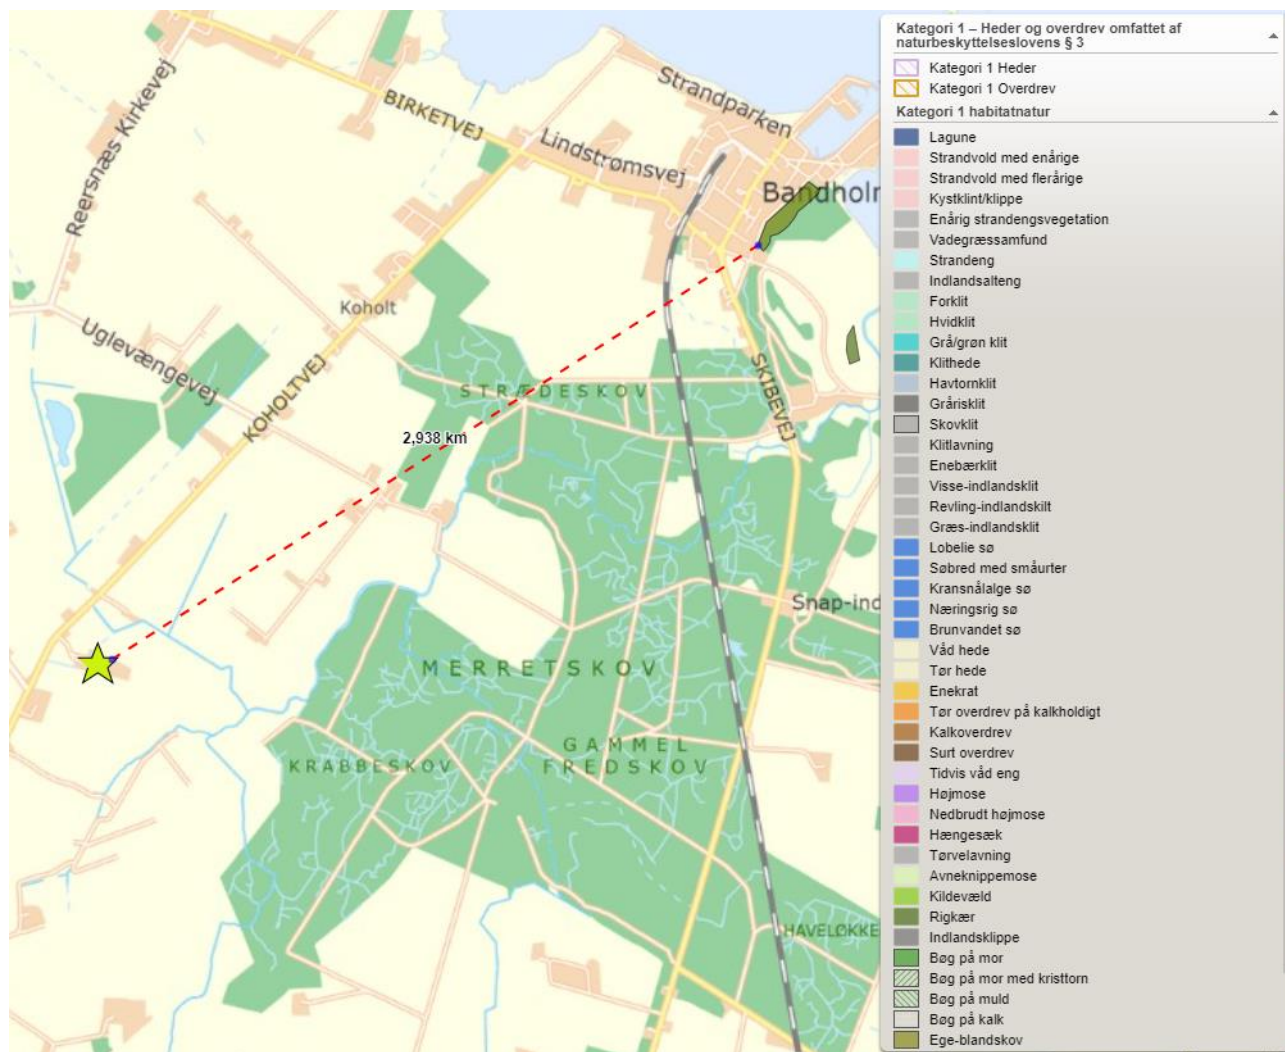 Reersnæs Kirkevej
BIRKETVEJ
Strandparken
Lindstrømsvej
Bandholm
Koholt
Uglevængevej
KOHOLTVEJ
STRÆDESKOV
SKIBEVEJ
2,938 km
Snap-ind
MERRETSKOV
GAMMEL
FREDSKOV
KRABBESKOV
HAVELØKKE
Kategori 1 – Heder og overdrev omfattet af
naturbeskyttelseslovens § 3
Kategori 1 Heder
Kategori 1 Overdrev
Kategori 1 habitatnatur
Lagune
Strandvold med enårige
Strandvold med flerårige
Kystklint/klippe
Enårig strandengsvegetation
Vadegræssamfund
Strandeng
Indlandsalteng
Forklit
Hvidklit
Grå/grøn klit
Klithede
Havtornklit
Grårisklit
Skovklit
Klitlavning
Enebærklit
Visse-indlandsklit
Revling-indlandskilt
Græs-indlandsklit
Lobelie sø
Søbred med småurter
Kransnålalge sø
Næringsrig sø
Brunvandet sø
Våd hede
Tør hede
Enekrat
Tør overdrev på kalkholdigt
Kalkoverdrev
Surt overdrev
Tidvis våd eng
Højmose
Nedbrudt højmose
Hængesæk
Tørvelavning
Avneknippemose
Kildevæld
Rigkær
Indlandsklippe
Bøg på mor
Bøg på mor med kristtorn
Bøg på muld
Bøg på kalk
Ege-blandskov